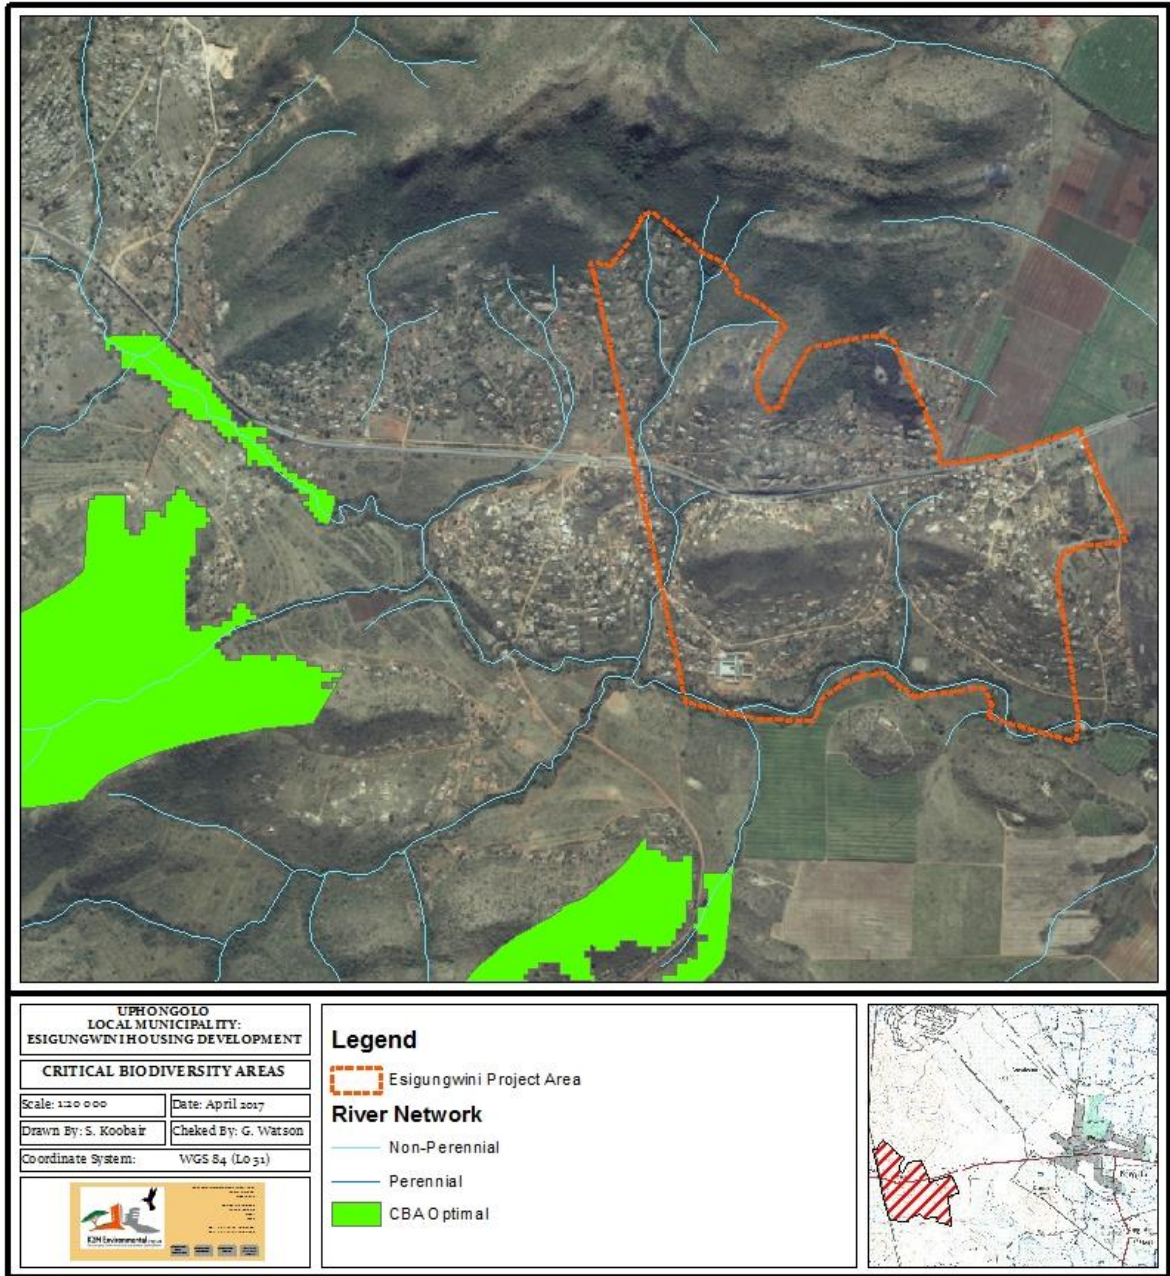 UPHONGOLO
LOCAL MUNICIPALITY:
ESIGUNGWINI HOUSING DEVELOPMENT
CRITICAL BIODIVERSITY AREAS
Scale: 1:20 000
Date: April 2017
Drawn By: S. Koobair
Cheked By: G. Watson
Coordinate System: WGS 84 (Lo 31)
K2M Environmental
Legend
Esigungwini Project Area
River Network
Non-Perennial
Perennial
CBA Optimal